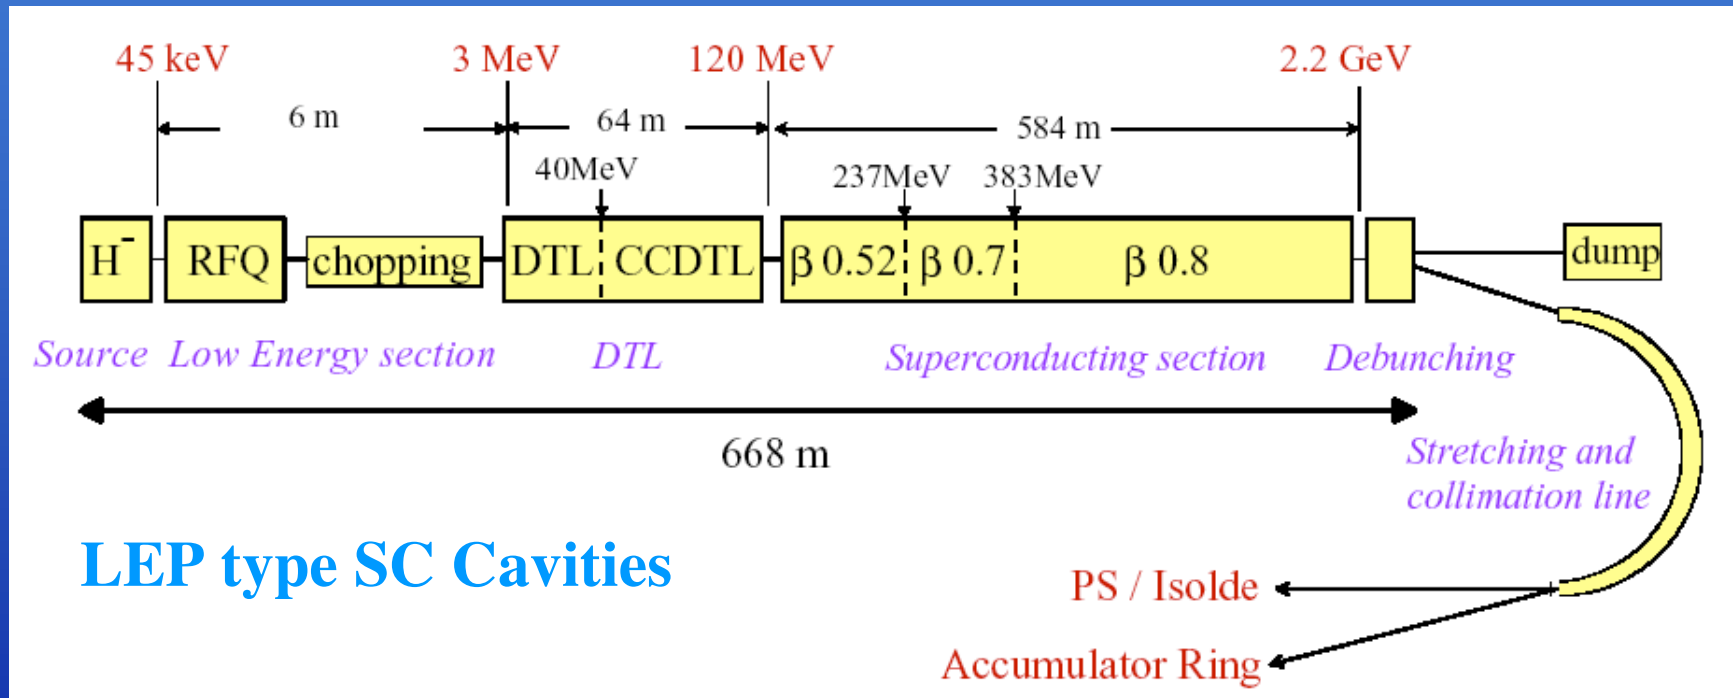 45 keV 3 MeV 120 MeV 2.2 GeV
6 m 64 m 584 m
40MeV 237MeV 383MeV
H⁻ RFQ chopping DTL CCDTL β 0.52 β 0.7 β 0.8 dump
Source Low Energy section DTL Superconducting section Debunching
668 m
Stretching and
collimation line
LEP type SC Cavities
PS / Isolde
Accumulator Ring